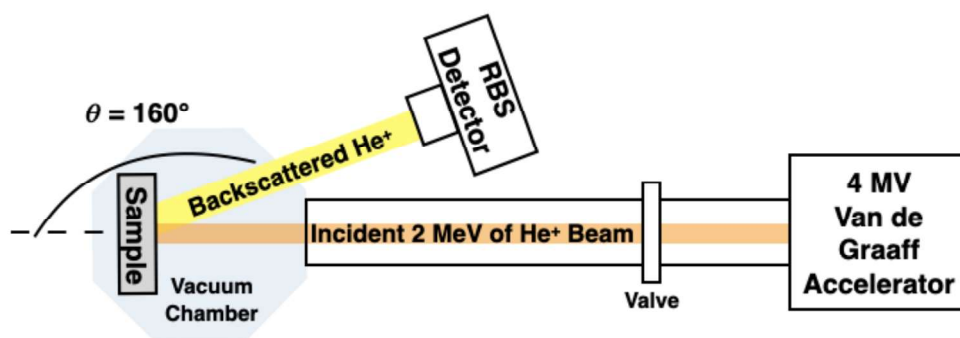 θ = 160°
RBS
Detector
Backscattered He⁺
Sample
Incident 2 MeV of He⁺ Beam
4 MV
Van de
Graaff
Accelerator
Vacuum
Chamber
Valve